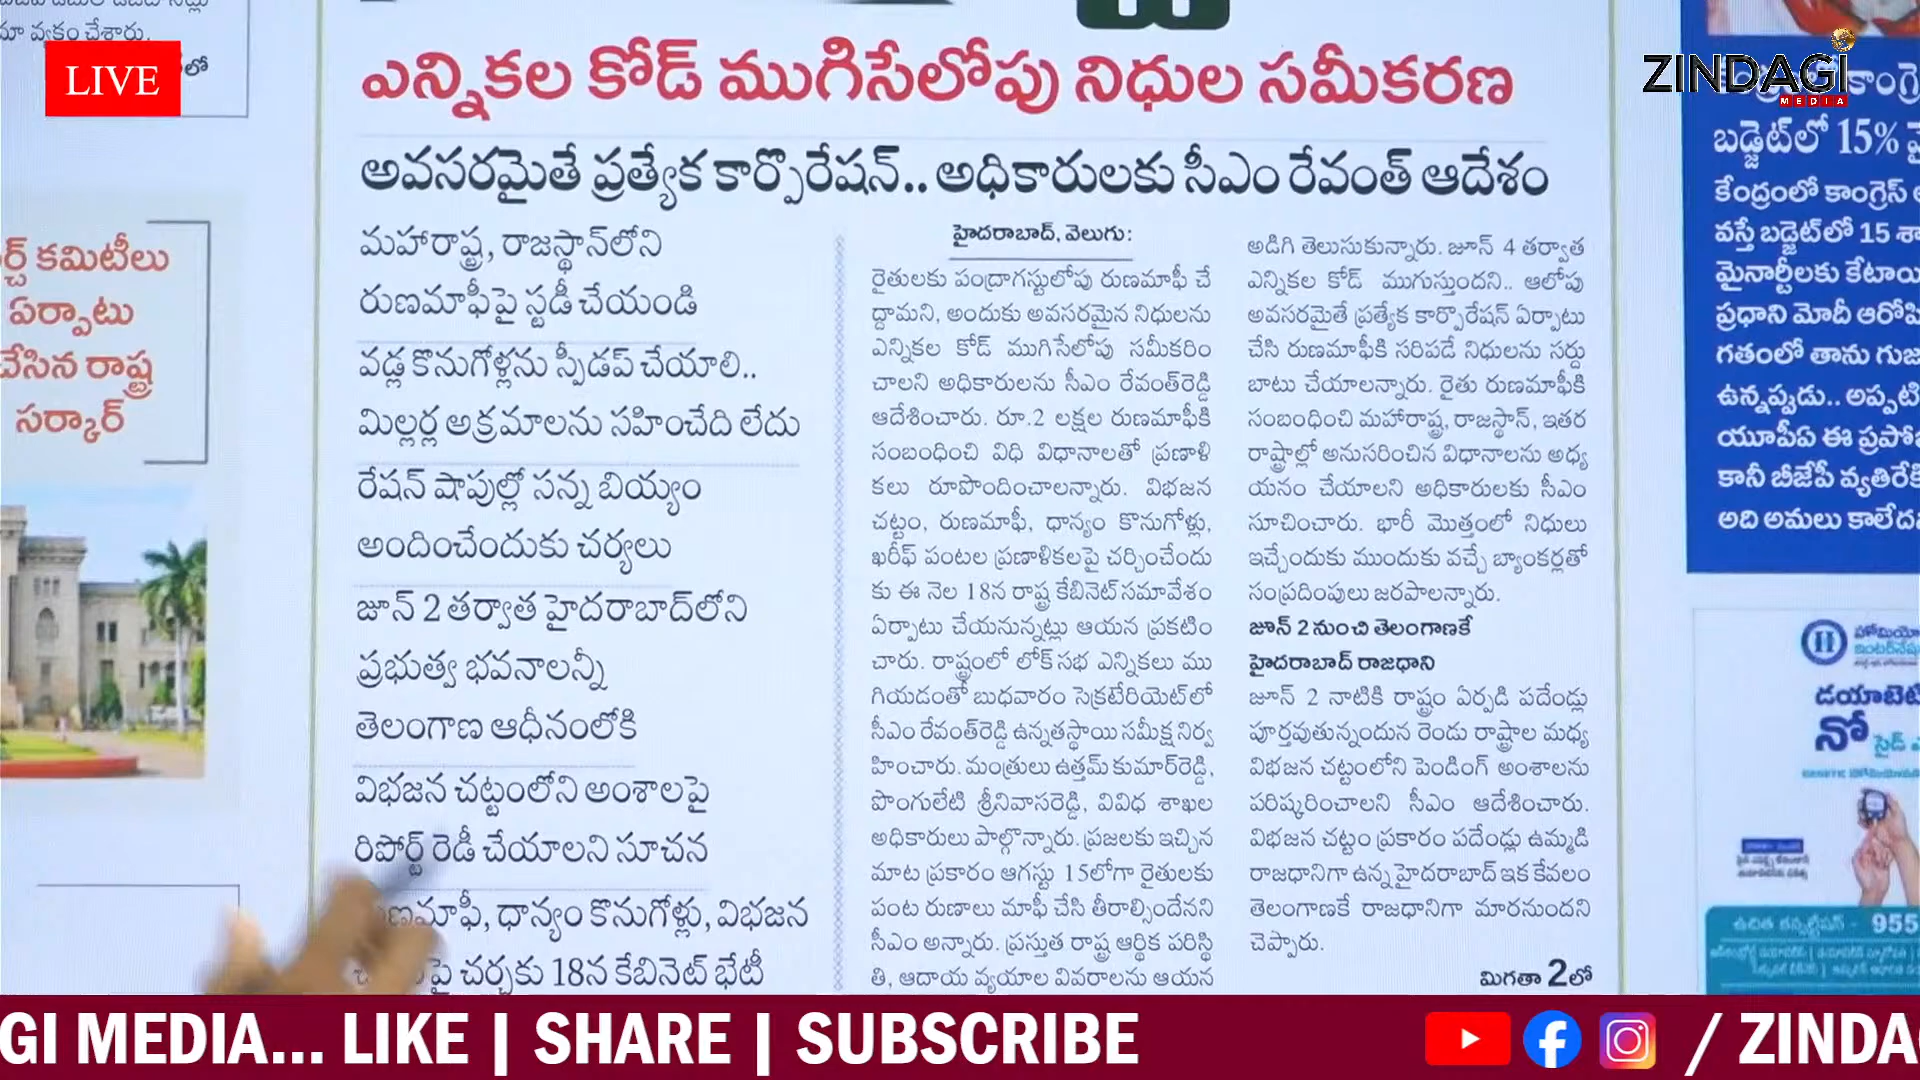 మా వ్యక్తం చేశారు.
లో
LIVE
ZINDAGI
MEDIA
ఎన్నికల కోడ్ ముగిసేలోపు నిధుల సమీకరణ
అవసరమైతే ప్రత్యేక కార్పొరేషన్.. అధికారులకు సీఎం రేవంత్ ఆదేశం
మహారాష్ట్ర, రాజస్థాన్‌లోని
రుణమాఫీపై స్టడీ చేయండి
వడ్ల కొనుగోళ్లను స్పీడప్ చేయాలి..
మిల్లర్ల అక్రమాలను సహించేది లేదు
రేషన్ షాపుల్లో సన్న బియ్యం
అందించేందుకు చర్యలు
జూన్ 2 తర్వాత హైదరాబాద్‌లోని
ప్రభుత్వ భవనాలన్నీ
తెలంగాణ ఆధీనంలోకి
విభజన చట్టంలోని అంశాలపై
రిపోర్ట్ రెడీ చేయాలని సూచన
ధాన్యం కొనుగోళ్లు, విభజన
చర్చకు 18న కేబినెట్ భేటీ
హైదరాబాద్, వెలుగు:
రైతులకు పంద్రాగస్టులోపు రుణమాఫీ చే
ద్దామని, అందుకు అవసరమైన నిధులను
ఎన్నికల కోడ్ ముగిసేలోపు సమీకరిం
చాలని అధికారులను సీఎం రేవంత్‌రెడ్డి
ఆదేశించారు. రూ.2 లక్షల రుణమాఫీకి
సంబంధించి విధి విధానాలతో ప్రణాళి
కలు రూపొందించాలన్నారు. విభజన
చట్టం, రుణమాఫీ, ధాన్యం కొనుగోళ్లు,
ఖరీఫ్ పంటల ప్రణాళికలపై చర్చించేందు
కు ఈ నెల 18న రాష్ట్ర కేబినెట్ సమావేశం
ఏర్పాటు చేయనున్నట్లు ఆయన ప్రకటిం
చారు. రాష్ట్రంలో లోక్ సభ ఎన్నికలు ము
గియడంతో బుధవారం సెక్రటేరియెట్‌లో
సీఎం రేవంత్‌రెడ్డి ఉన్నతస్థాయి సమీక్ష నిర్వ
హించారు. మంత్రులు ఉత్తమ్ కుమార్‌రెడ్డి,
పొంగులేటి శ్రీనివాసరెడ్డి, వివిధ శాఖల
అధికారులు పాల్గొన్నారు. ప్రజలకు ఇచ్చిన
మాట ప్రకారం ఆగస్టు 15లోగా రైతులకు
పంట రుణాలు మాఫీ చేసి తీరాల్సిందేనని
సీఎం అన్నారు. ప్రస్తుత రాష్ట్ర ఆర్థిక పరిస్థి
తి, ఆదాయ వ్యయాల వివరాలను ఆయన
అడిగి తెలుసుకున్నారు. జూన్ 4 తర్వాత
ఎన్నికల కోడ్ ముగుస్తుందని.. ఆలోపు
అవసరమైతే ప్రత్యేక కార్పొరేషన్ ఏర్పాటు
చేసి రుణమాఫీకి సరిపడే నిధులను సర్దు
బాటు చేయాలన్నారు. రైతు రుణమాఫీకి
సంబంధించి మహారాష్ట్ర, రాజస్థాన్, ఇతర
రాష్ట్రాల్లో అనుసరించిన విధానాలను అధ్య
యనం చేయాలని అధికారులకు సీఎం
సూచించారు. భారీ మొత్తంలో నిధులు
ఇచ్చేందుకు ముందుకు వచ్చే బ్యాంకర్లతో
సంప్రదింపులు జరపాలన్నారు.
జూన్ 2 నుంచి తెలంగాణకే
హైదరాబాద్ రాజధాని
జూన్ 2 నాటికి రాష్ట్రం ఏర్పడి పదేండ్లు
పూర్తవుతున్నందున రెండు రాష్ట్రాల మధ్య
విభజన చట్టంలోని పెండింగ్ అంశాలను
పరిష్కరించాలని సీఎం ఆదేశించారు.
విభజన చట్టం ప్రకారం పదేండ్లు ఉమ్మడి
రాజధానిగా ఉన్న హైదరాబాద్ ఇక కేవలం
తెలంగాణకే రాజధానిగా మారనుందని
చెప్పారు.
మిగతా 2లో
ర్చ్ కమిటీలు
ఏర్పాటు
చేసిన రాష్ట్ర
సర్కార్
బడ్జెట్‌లో 15%
కేంద్రంలో కాంగ్రెస్
వస్తే బడ్జెట్‌లో 15
మైనార్టీలకు
ప్రధాని మోదీ
గతంలో తాను
ఉన్నప్పుడు..
యూపీఏ ఈ
కానీ బీజేపీ
అది అమలు
నో
ఉచిత కన్సల్టేషన్ - 955
GI MEDIA... LIKE | SHARE | SUBSCRIBE
/ ZINDA